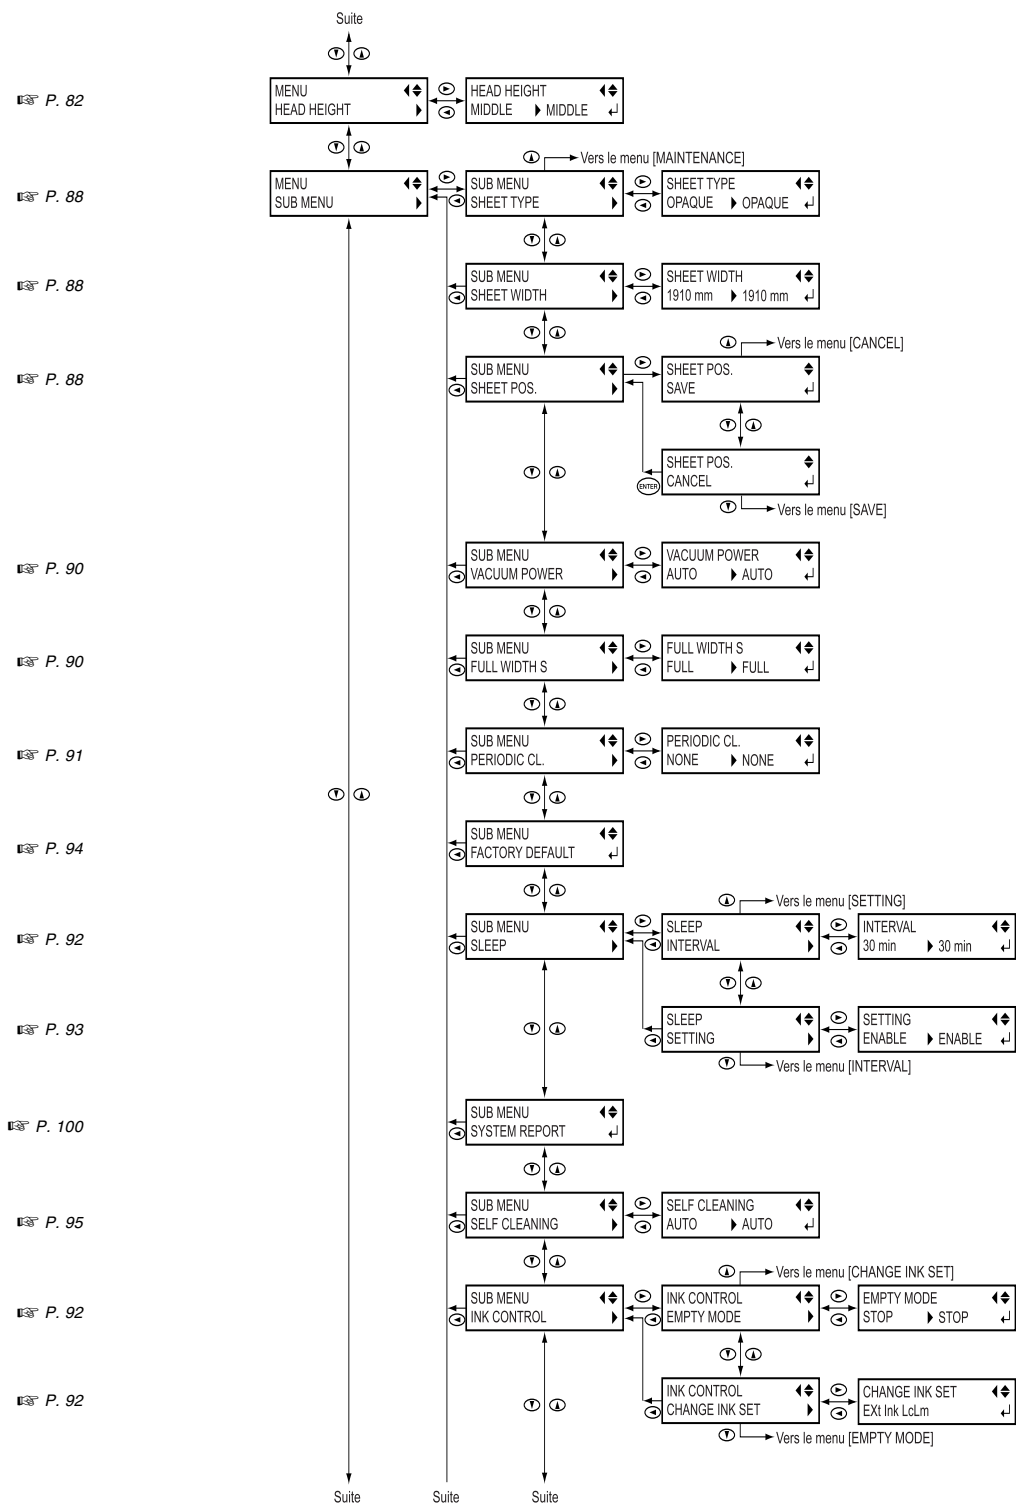 Suite
P. 82
MENU
HEAD HEIGHT
HEAD HEIGHT
MIDDLE MIDDLE
Vers le menu [MAINTENANCE]
P. 88
MENU
SUB MENU
SUB MENU
SHEET TYPE
SHEET TYPE
OPAQUE OPAQUE
P. 88
SUB MENU
SHEET WIDTH
SHEET WIDTH
1910 mm 1910 mm
Vers le menu [CANCEL]
P. 88
SUB MENU
SHEET POS.
SHEET POS.
SAVE
SHEET POS.
CANCEL
ENTER
Vers le menu [SAVE]
P. 90
SUB MENU
VACUUM POWER
VACUUM POWER
AUTO AUTO
P. 90
SUB MENU
FULL WIDTH S
FULL WIDTH S
FULL FULL
P. 91
SUB MENU
PERIODIC CL.
PERIODIC CL.
NONE NONE
P. 94
SUB MENU
FACTORY DEFAULT
Vers le menu [SETTING]
P. 92
SUB MENU
SLEEP
SLEEP
INTERVAL
INTERVAL
30 min 30 min
P. 93
SLEEP
SETTING
SETTING
ENABLE ENABLE
Vers le menu [INTERVAL]
P. 100
SUB MENU
SYSTEM REPORT
P. 95
SUB MENU
SELF CLEANING
SELF CLEANING
AUTO AUTO
Vers le menu [CHANGE INK SET]
P. 92
SUB MENU
INK CONTROL
INK CONTROL
EMPTY MODE
EMPTY MODE
STOP STOP
P. 92
INK CONTROL
CHANGE INK SET
CHANGE INK SET
EXt Ink LcLm
Vers le menu [EMPTY MODE]
Suite Suite Suite